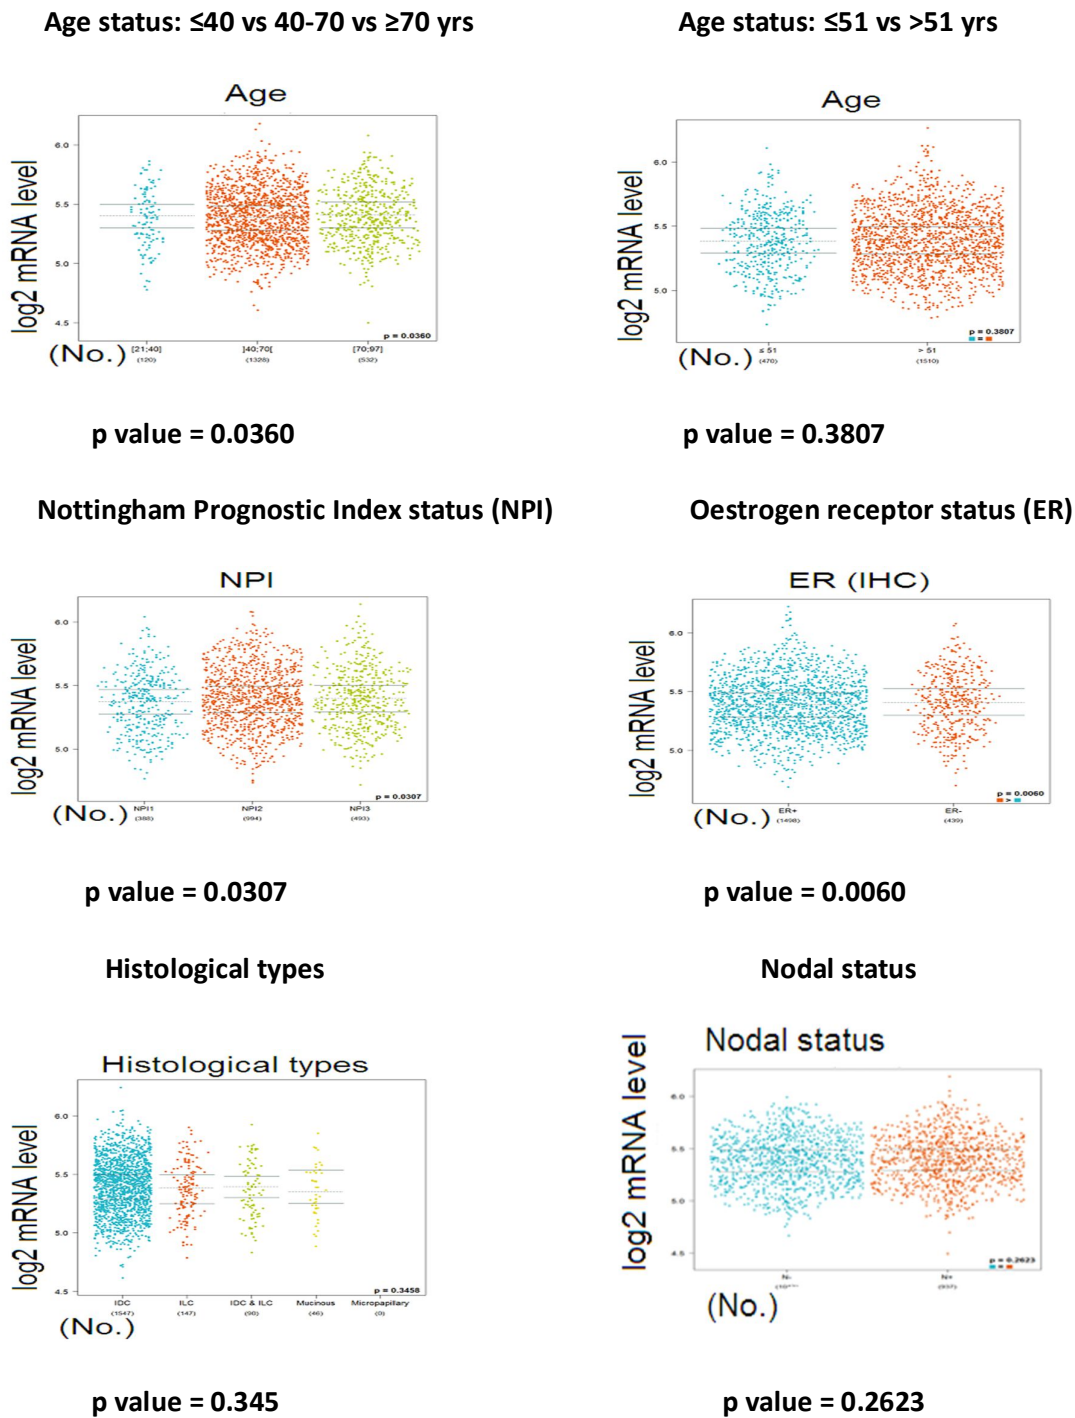 Age status: ≤40 vs 40-70 vs ≥70 yrs
Age
log2 mRNA level
6.0
5.5
5.0
4.5
p = 0.0360
(No.)
[21;40] ]40;70[ [70;97]
(120) (1328) (532)
p value = 0.0360
Age status: ≤51 vs >51 yrs
Age
log2 mRNA level
6.0
5.5
5.0
p = 0.3807
=
(No.)
≤ 51 > 51
(470) (1510)
p value = 0.3807
Nottingham Prognostic Index status (NPI)
NPI
log2 mRNA level
6.0
5.5
5.0
p = 0.0307
(No.)
NPI1 NPI2 NPI3
(388) (994) (493)
p value = 0.0307
Oestrogen receptor status (ER)
ER (IHC)
log2 mRNA level
6.0
5.5
5.0
p = 0.0060
>
(No.)
ER+ ER-
(1498) (439)
p value = 0.0060
Histological types
Histological types
log2 mRNA level
6.0
5.5
5.0
4.5
p = 0.3458
IDC ILC IDC & ILC Mucinous Micropapillary
(1547) (147) (90) (46) (0)
(No.)
p value = 0.345
Nodal status
Nodal status
log2 mRNA level
6.0
5.5
5.0
4.5
p = 0.2623
=
N- N+
(937)
(No.)
p value = 0.2623